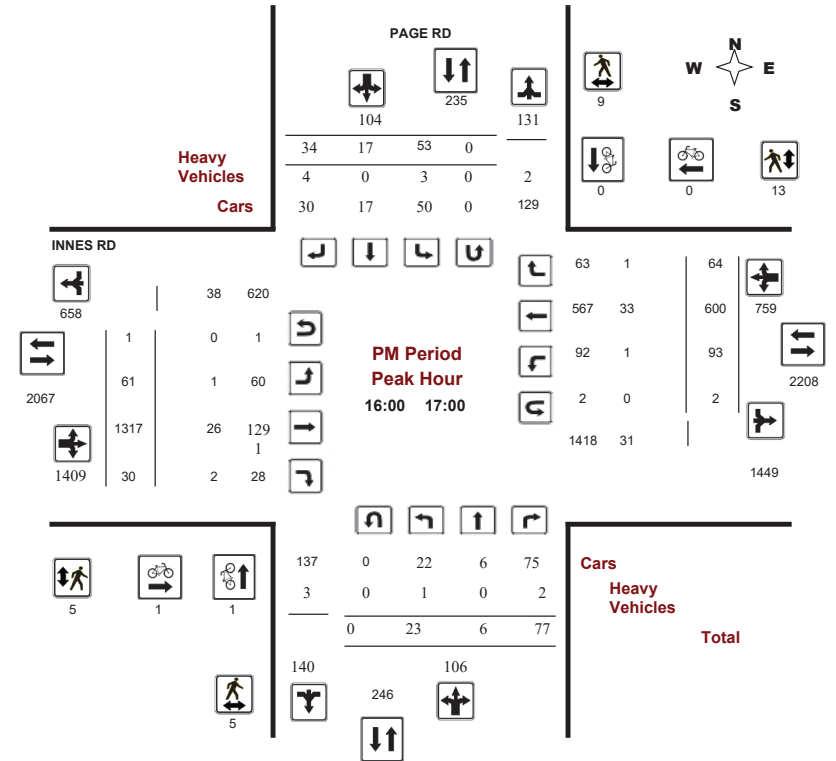 PAGE RD
N
W E
S
235
9
104 131
34 17 53 0
Heavy
Vehicles
4 0 3 0 2
Cars
30 17 50 0 129
0 0 13
INNES RD
658
38 620
63 1 64
759
567 33 600
1 0 1
PM Period
Peak Hour
16:00 17:00
92 1 93
2208
2067
61 1 60
2 0 2
1317 26 129
1
1418 31
1409
30 2 28
1449
137 0 22 6 75
Cars
3 0 1 0 2
Heavy
Vehicles
5 1 1
0 23 6 77
Total
140 106
246
5